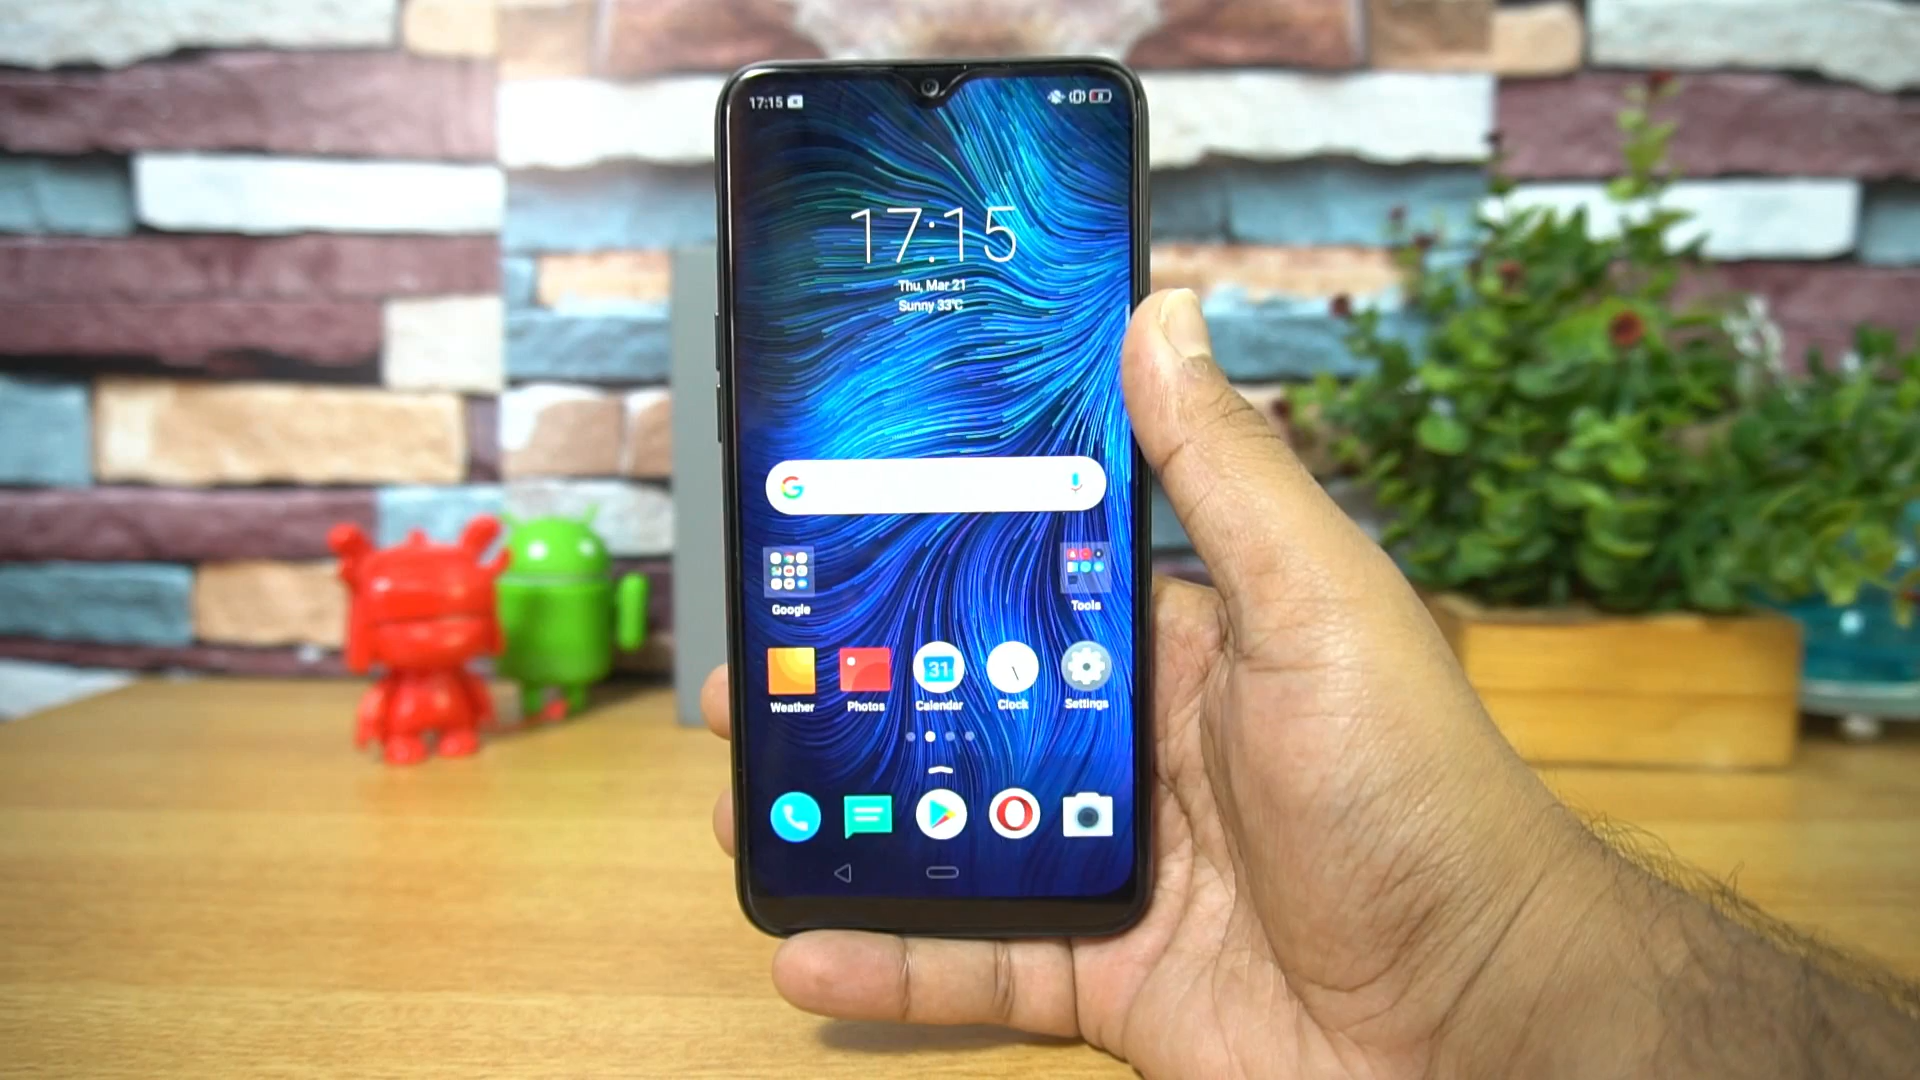 17:15
17:15
Thu, Mar 21
Sunny 33°C
G
Google
Tools
Weather
Photos
31
Calendar
Clock
Settings